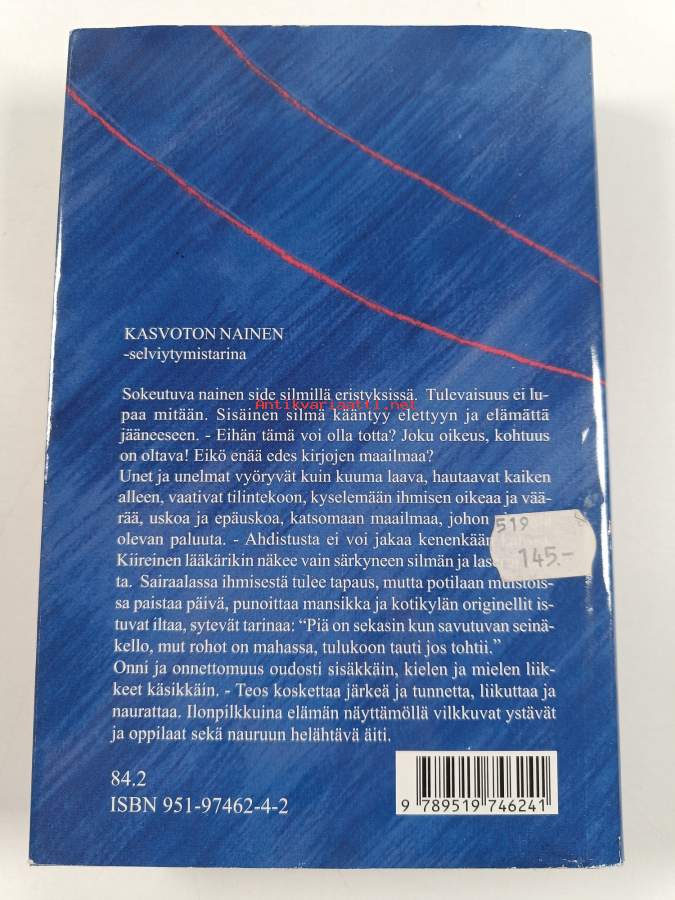 KASVOTON NAINEN
-selviytymistarina
Sokeutuva nainen side silmillä eristyksissä. Tulevaisuus ei lu-
paa mitään. Sisäinen silmä kääntyy elettyyn ja elämättä
Antikvariaatti.net
jääneeseen. - Eihän tämä voi olla totta? Joku oikeus, kohtuus
on oltava! Eikö enää edes kirjojen maailmaa?
Unet ja unelmat vyöryvät kuin kuuma laava, hautaavat kaiken
alleen, vaativat tilintekoon, kyselemään ihmisen oikeaa ja vää-
rää, uskoa ja epäuskoa, katsomaan maailmaa, johon
519
olevan paluuta. - Ahdistusta ei voi jakaa kenenkään
145.-
Kiireinen lääkärikin näkee vain särkyneen silmän ja
ta. Sairaalassa ihmisestä tulee tapaus, mutta potilaan muistois-
sa paistaa päivä, punoittaa mansikka ja kotikylän originellit is-
tuvat iltaa, sytevät tarinaa: “Piä on sekasin kun savutuvan seinä-
kello, mut rohot on mahassa, tulukoon tauti jos tohtii.”
Onni ja onnettomuus oudosti sisäkkäin, kielen ja mielen liik-
keet käsikkäin. - Teos koskettaa järkeä ja tunnetta, liikuttaa ja
naurattaa. Ilonpilkkuina elämän näyttämöllä vilkkuvat ystävät
ja oppilaat sekä nauruun helähtävä äiti.
84.2
ISBN 951-97462-4-2
9 789519 746241